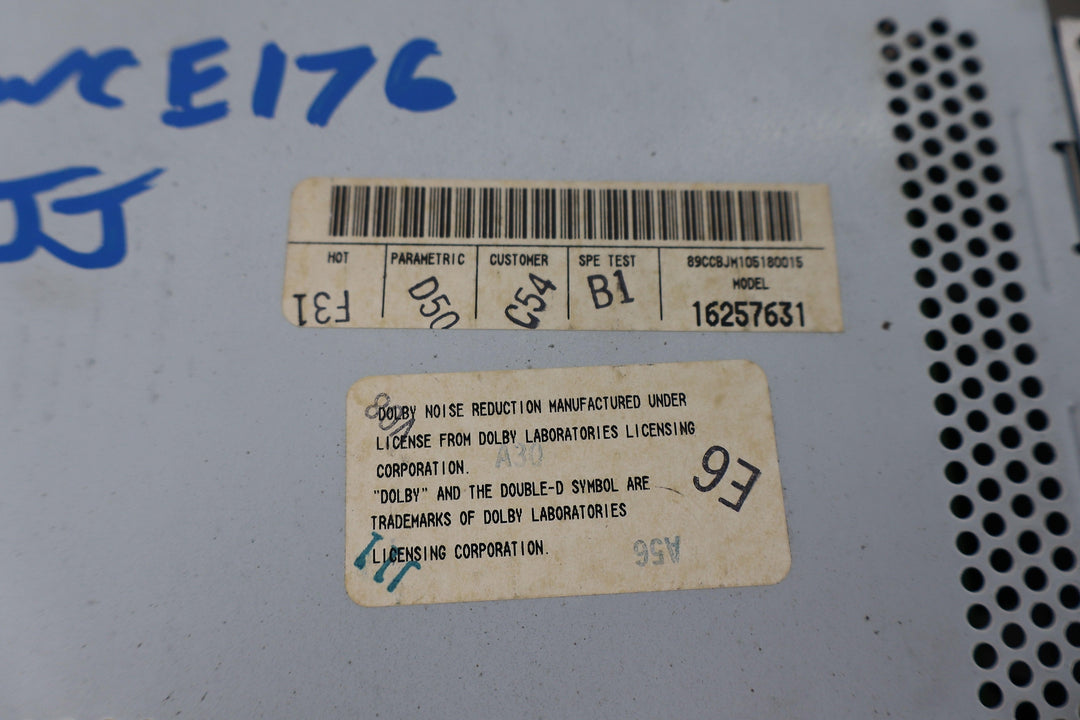 E176
JJ
HOT PARAMETRIC CUSTOMER SPE TEST 89CCBJM105180015
MODEL
F31 D50 C54 B1 16257631
DOLBY NOISE REDUCTION MANUFACTURED UNDER
LICENSE FROM DOLBY LABORATORIES LICENSING
CORPORATION. A30
E6
"DOLBY" AND THE DOUBLE-D SYMBOL ARE
TRADEMARKS OF DOLBY LABORATORIES
LICENSING CORPORATION.
A56